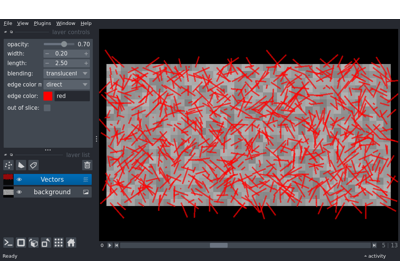 File View Plugins Window Help
layer controls
opacity: 0.70
width: 0.20
length: 2.50
blending: translucent
edge color m direct
edge color: red
out of slice:
layer list
Vectors
background
0 5 13
Ready activity